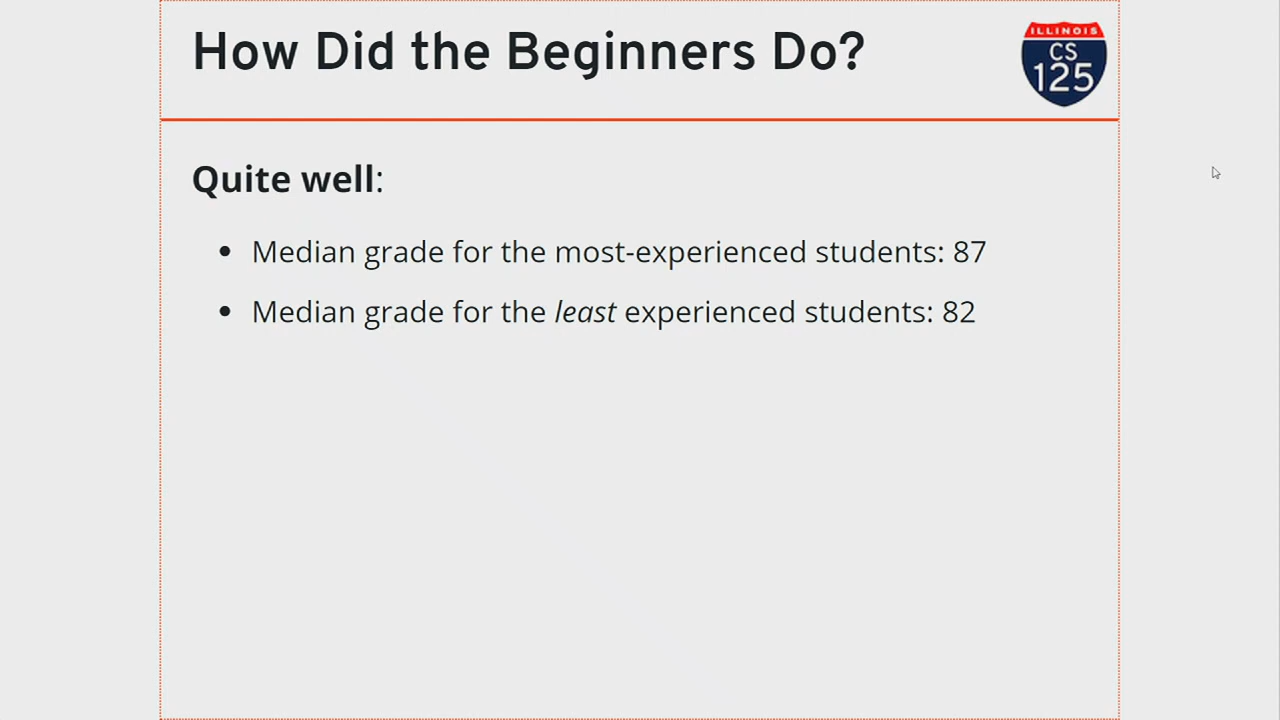 How Did the Beginners Do?
ILLINOIS
CS
125
Quite well:
Median grade for the most-experienced students: 87
Median grade for the least experienced students: 82